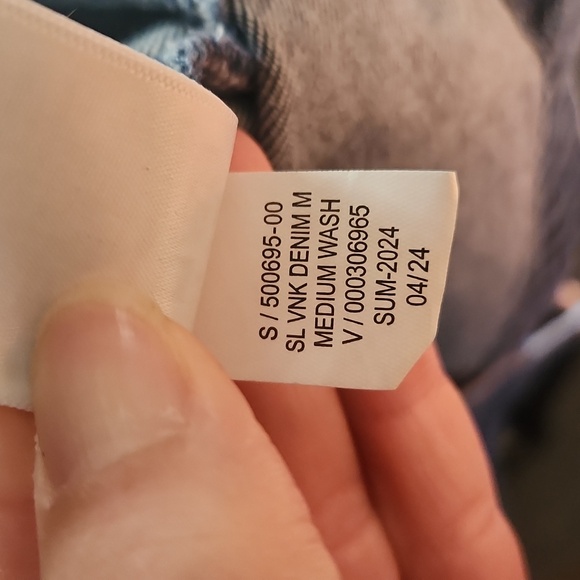 S / 500695-00
SL VNK DENIM M
MEDIUM WASH
V / 000306965
SUM-2024
04/24